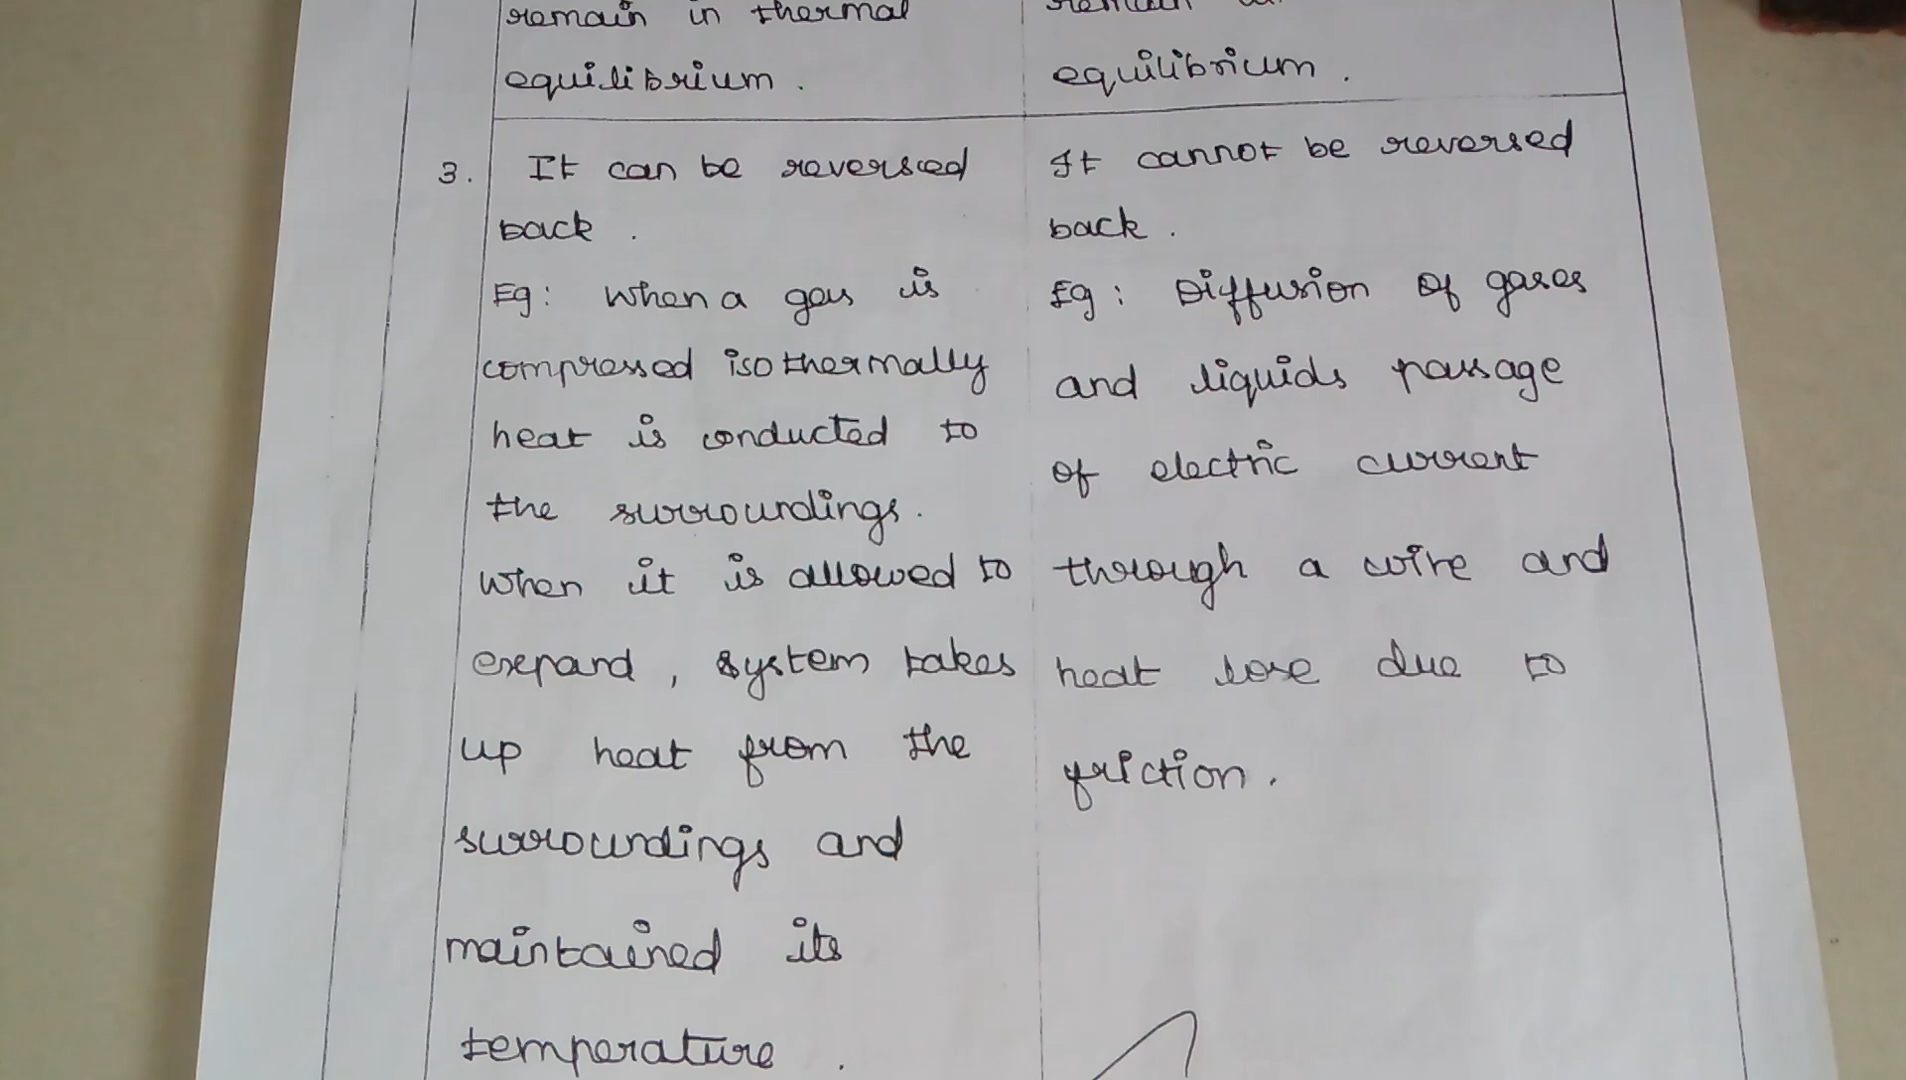 remain in thermal
equilibrium.
remain
equilibrium.
3. It can be reversed
back.
Eg: when a gas is
compressed isothermally
heat is conducted to
the surroundings.
when it is allowed to
expand, system takes
up heat from the
surroundings and
maintained its
temperature.
It cannot be reversed
back.
Eg: Diffusion of gases
and liquids passage
of electric current
through a wire and
heat lose due to
friction.